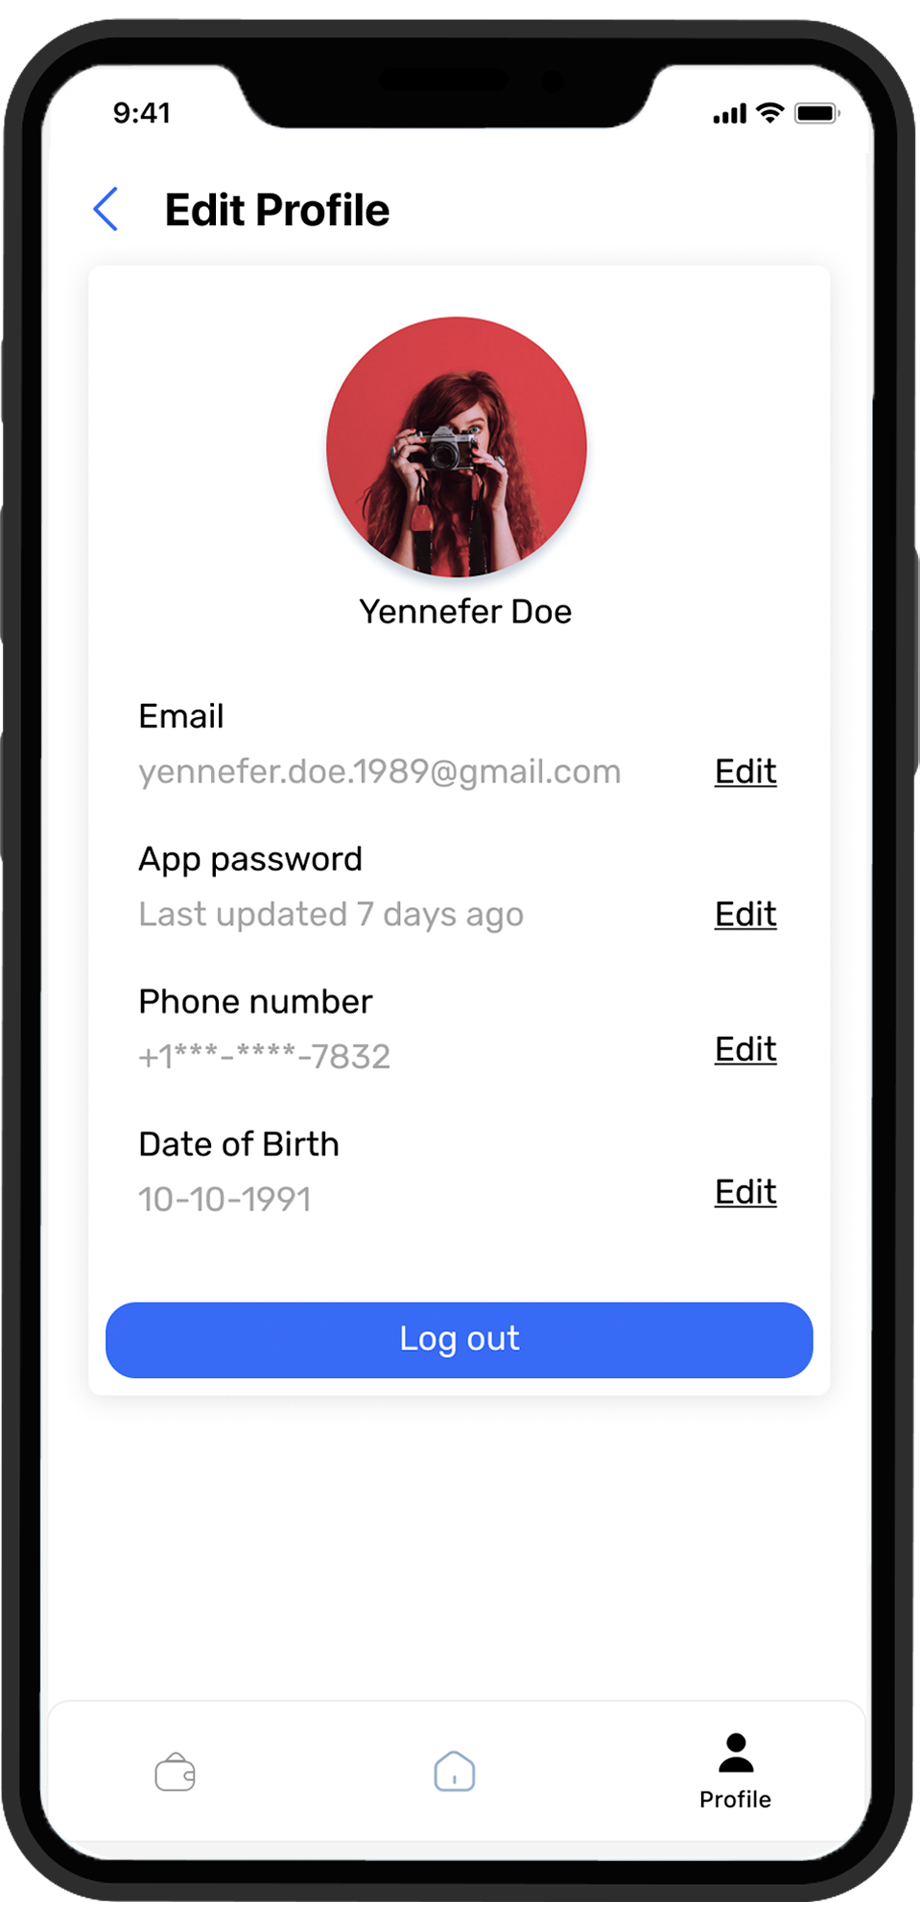 9:41
Edit Profile
Yennefer Doe
Email
yennefer.doe.1989@gmail.com Edit
App password
Last updated 7 days ago Edit
Phone number
+1***-****-7832 Edit
Date of Birth
10-10-1991 Edit
Log out
Profile